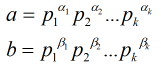 a = p₁^α₁ p₂^α₂ ... pₖ^αₖ
b = p₁^β₁ p₂^β₂ ... pₖ^βₖ